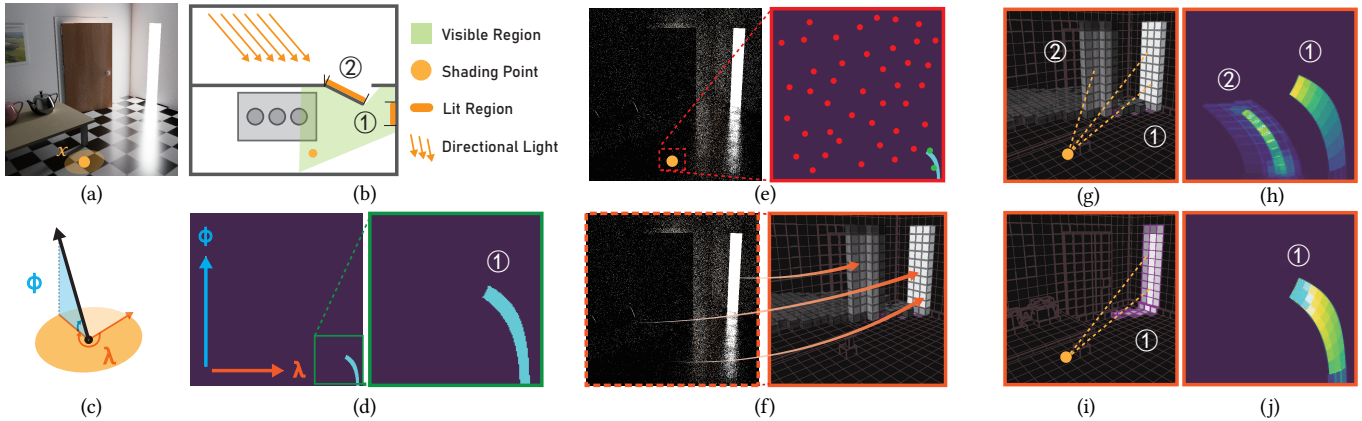 x
(a)
②
①
Visible Region
Shading Point
Lit Region
Directional Light
(b)
ϕ
λ
(c)
ϕ
λ
①
(d)
(e)
(f)
②
①
(g)
①
②
(h)
①
(i)
①
(j)